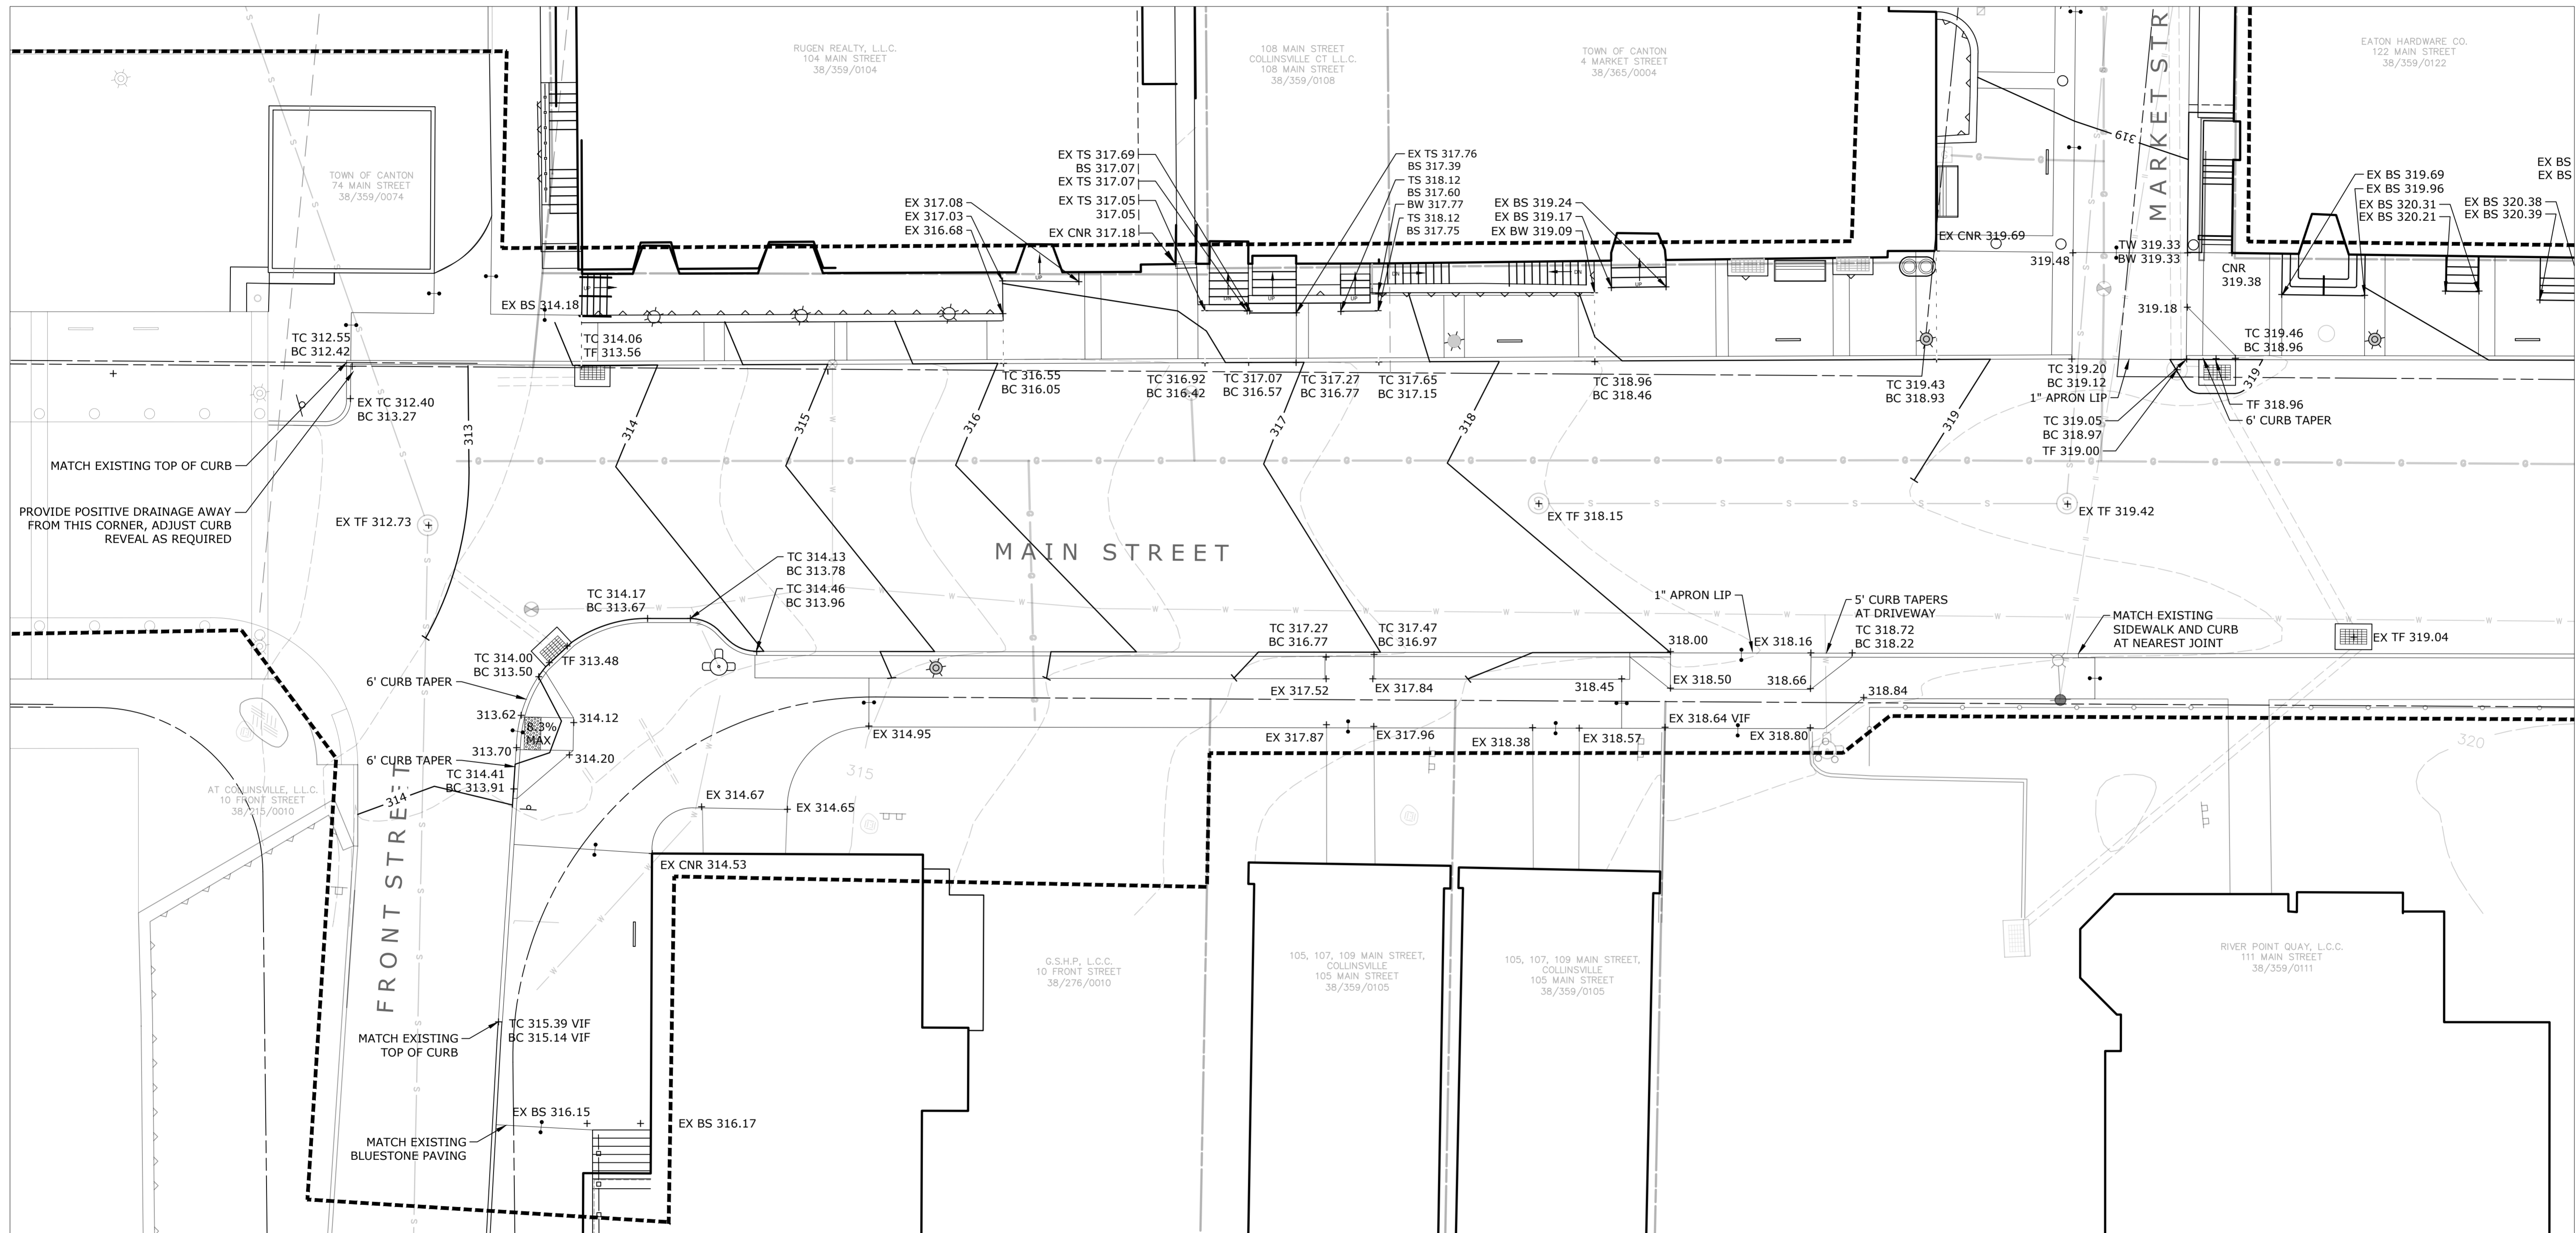 RUGEN REALTY, L.L.C.
104 MAIN STREET
38/359/0104
108 MAIN STREET
COLLINSVILLE CT L.L.C.
108 MAIN STREET
38/359/0108
TOWN OF CANTON
4 MARKET STREET
38/365/0004
MARKET STR
EATON HARDWARE CO.
122 MAIN STREET
38/359/0122
TOWN OF CANTON
74 MAIN STREET
38/359/0074
EX TS 317.69
BS 317.07
EX TS 317.07
EX TS 317.05
317.05
EX CNR 317.18
EX 317.08
EX 317.03
EX 316.68
EX TS 317.76
BS 317.39
TS 318.12
BS 317.60
BW 317.77
TS 318.12
BS 317.75
EX BS 319.24
EX BS 319.17
EX BW 319.09
319
EX BS
EX BS
EX BS 319.69
EX BS 319.96
EX BS 320.31
EX BS 320.21
EX BS 320.38
EX BS 320.39
EX CNR 319.69
319.48
TW 319.33
BW 319.33
CNR
319.38
319.18
EX BS 314.18
UP
UP
DN
UP
UP
DN
DN
UP
TC 312.55
BC 312.42
TC 314.06
TF 313.56
TC 316.55
BC 316.05
TC 316.92
BC 316.42
TC 317.07
BC 316.57
TC 317.27
BC 316.77
TC 317.65
BC 317.15
TC 318.96
BC 318.46
TC 319.43
BC 318.93
TC 319.20
BC 319.12
1" APRON LIP
TC 319.05
BC 318.97
TF 319.00
TC 319.46
BC 318.96
319
TF 318.96
6' CURB TAPER
EX TC 312.40
BC 313.27
313
314
315
316
317
318
319
MATCH EXISTING TOP OF CURB
PROVIDE POSITIVE DRAINAGE AWAY
FROM THIS CORNER, ADJUST CURB
REVEAL AS REQUIRED
EX TF 312.73
EX TF 318.15
EX TF 319.42
MAIN STREET
TC 314.13
BC 313.78
TC 314.46
BC 313.96
TC 314.17
BC 313.67
TC 314.00
BC 313.50
TF 313.48
6' CURB TAPER
313.62
314.12
8.3%
MAX
313.70
314.20
6' CURB TAPER
TC 314.41
BC 313.91
314
TC 317.27
BC 316.77
TC 317.47
BC 316.97
1" APRON LIP
318.00
EX 318.16
5' CURB TAPERS
AT DRIVEWAY
TC 318.72
BC 318.22
MATCH EXISTING
SIDEWALK AND CURB
AT NEAREST JOINT
EX TF 319.04
EX 317.52
EX 317.84
318.45
EX 318.50
318.66
318.84
EX 314.95
EX 317.87
EX 317.96
EX 318.38
EX 318.57
EX 318.64 VIF
EX 318.80
320
315
EX 314.67
EX 314.65
AT COLLINSVILLE, L.L.C.
10 FRONT STREET
38/215/0010
FRONT STREET
EX CNR 314.53
G.S.H.P, L.C.C.
10 FRONT STREET
38/276/0010
105, 107, 109 MAIN STREET,
COLLINSVILLE
105 MAIN STREET
38/359/0105
105, 107, 109 MAIN STREET,
COLLINSVILLE
105 MAIN STREET
38/359/0105
RIVER POINT QUAY, L.C.C.
111 MAIN STREET
38/359/0111
TC 315.39 VIF
BC 315.14 VIF
MATCH EXISTING
TOP OF CURB
EX BS 316.15
EX BS 316.17
MATCH EXISTING
BLUESTONE PAVING